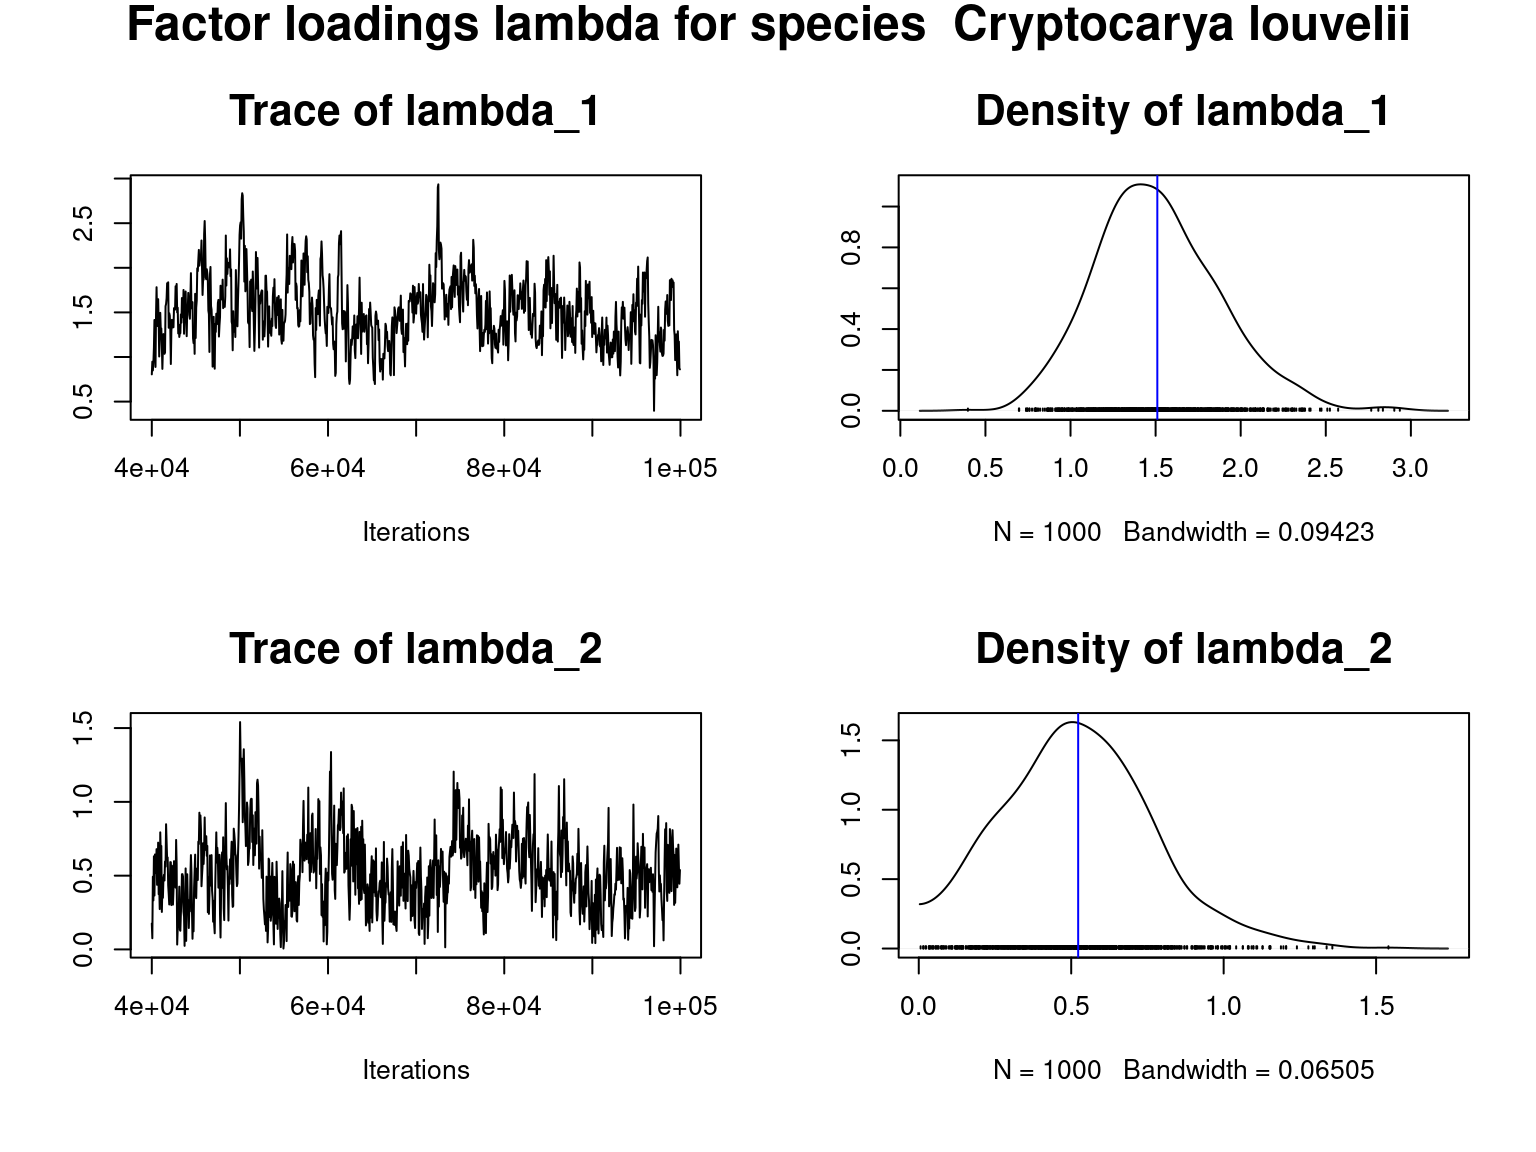 Factor loadings lambda for species  Cryptocarya louvelii
Trace of lambda_1
0.5 1.5 2.5
4e+04 6e+04 8e+04 1e+05
Iterations
Density of lambda_1
0.0 0.4 0.8
0.0 0.5 1.0 1.5 2.0 2.5 3.0
N = 1000   Bandwidth = 0.09423
Trace of lambda_2
0.0 0.5 1.0 1.5
4e+04 6e+04 8e+04 1e+05
Iterations
Density of lambda_2
0.0 0.5 1.0 1.5
0.0 0.5 1.0 1.5
N = 1000   Bandwidth = 0.06505